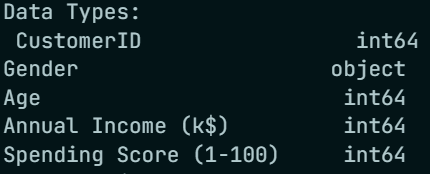 Data Types:
 CustomerID                 int64
Gender                    object
Age                        int64
Annual Income (k$)         int64
Spending Score (1-100)     int64